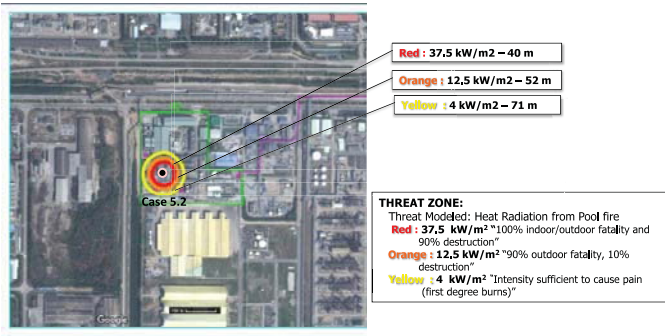 Red : 37.5 kW/m2 – 40 m
Orange : 12,5 kW/m2 – 52 m
Yellow : 4 kW/m2 – 71 m
Case 5.2
THREAT ZONE:
Threat Modeled: Heat Radiation from Pool fire
Red : 37,5 kW/m² "100% indoor/outdoor fatality and
90% destruction"
Orange : 12,5 kW/m² "90% outdoor fatality, 10%
destruction"
Yellow : 4 kW/m² "Intensity sufficient to cause pain
(first degree burns)"
Google